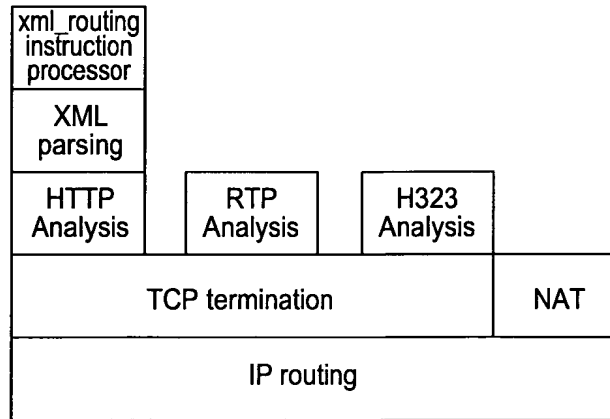 xml_routing
instruction
processor
XML
parsing
HTTP
Analysis
RTP
Analysis
H323
Analysis
TCP termination
NAT
IP routing